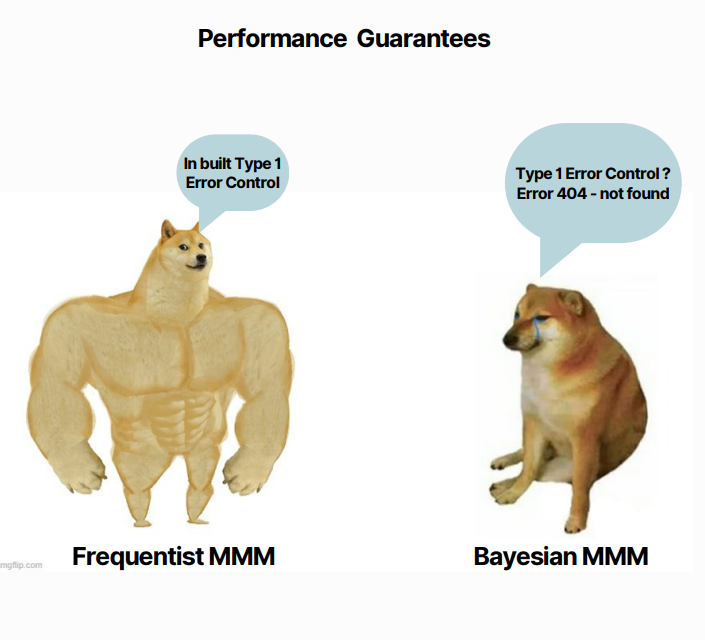 Performance Guarantees
In built Type 1
Error Control
Type 1 Error Control ?
Error 404 - not found
Frequentist MMM
Bayesian MMM
mgflip.com